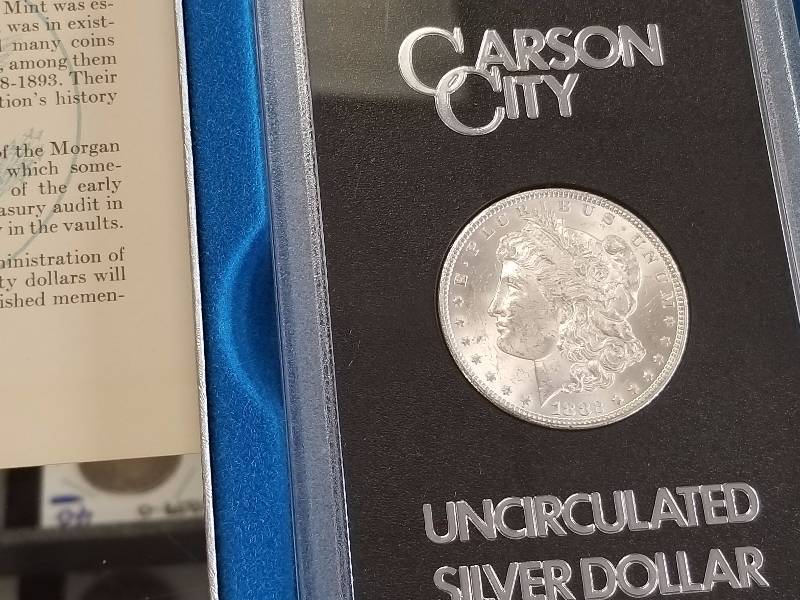 Mint was es-
was in exist-
many coins
, among them
8-1893. Their
tion's history
of the Morgan
which some-
of the early
asury audit in
in the vaults.
ministration of
ty dollars will
ished memen-
CARSON
CITY
E·PLURIBUS·UNUM
UNCIRCULATED
SILVER DOLLAR